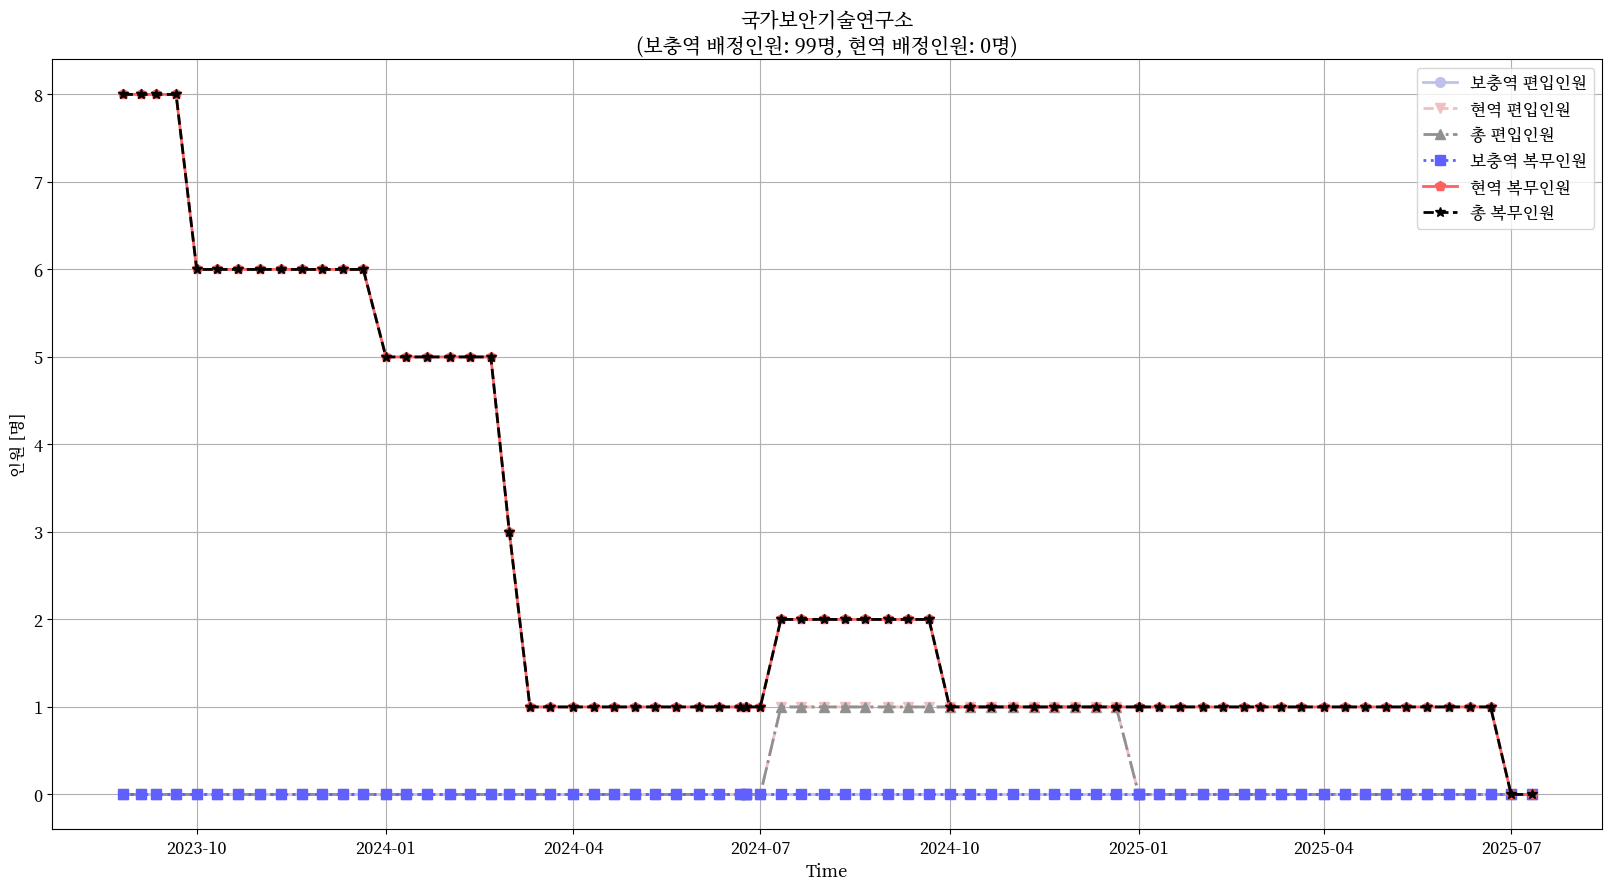 국가보안기술연구소
(보충역 배정인원: 99명, 현역 배정인원: 0명)
보충역 편입인원
현역 편입인원
총 편입인원
보충역 복무인원
현역 복무인원
총 복무인원
8
7
6
5
4
3
2
1
0
인원 [명]
2023-10 2024-01 2024-04 2024-07 2024-10 2025-01 2025-04 2025-07
Time